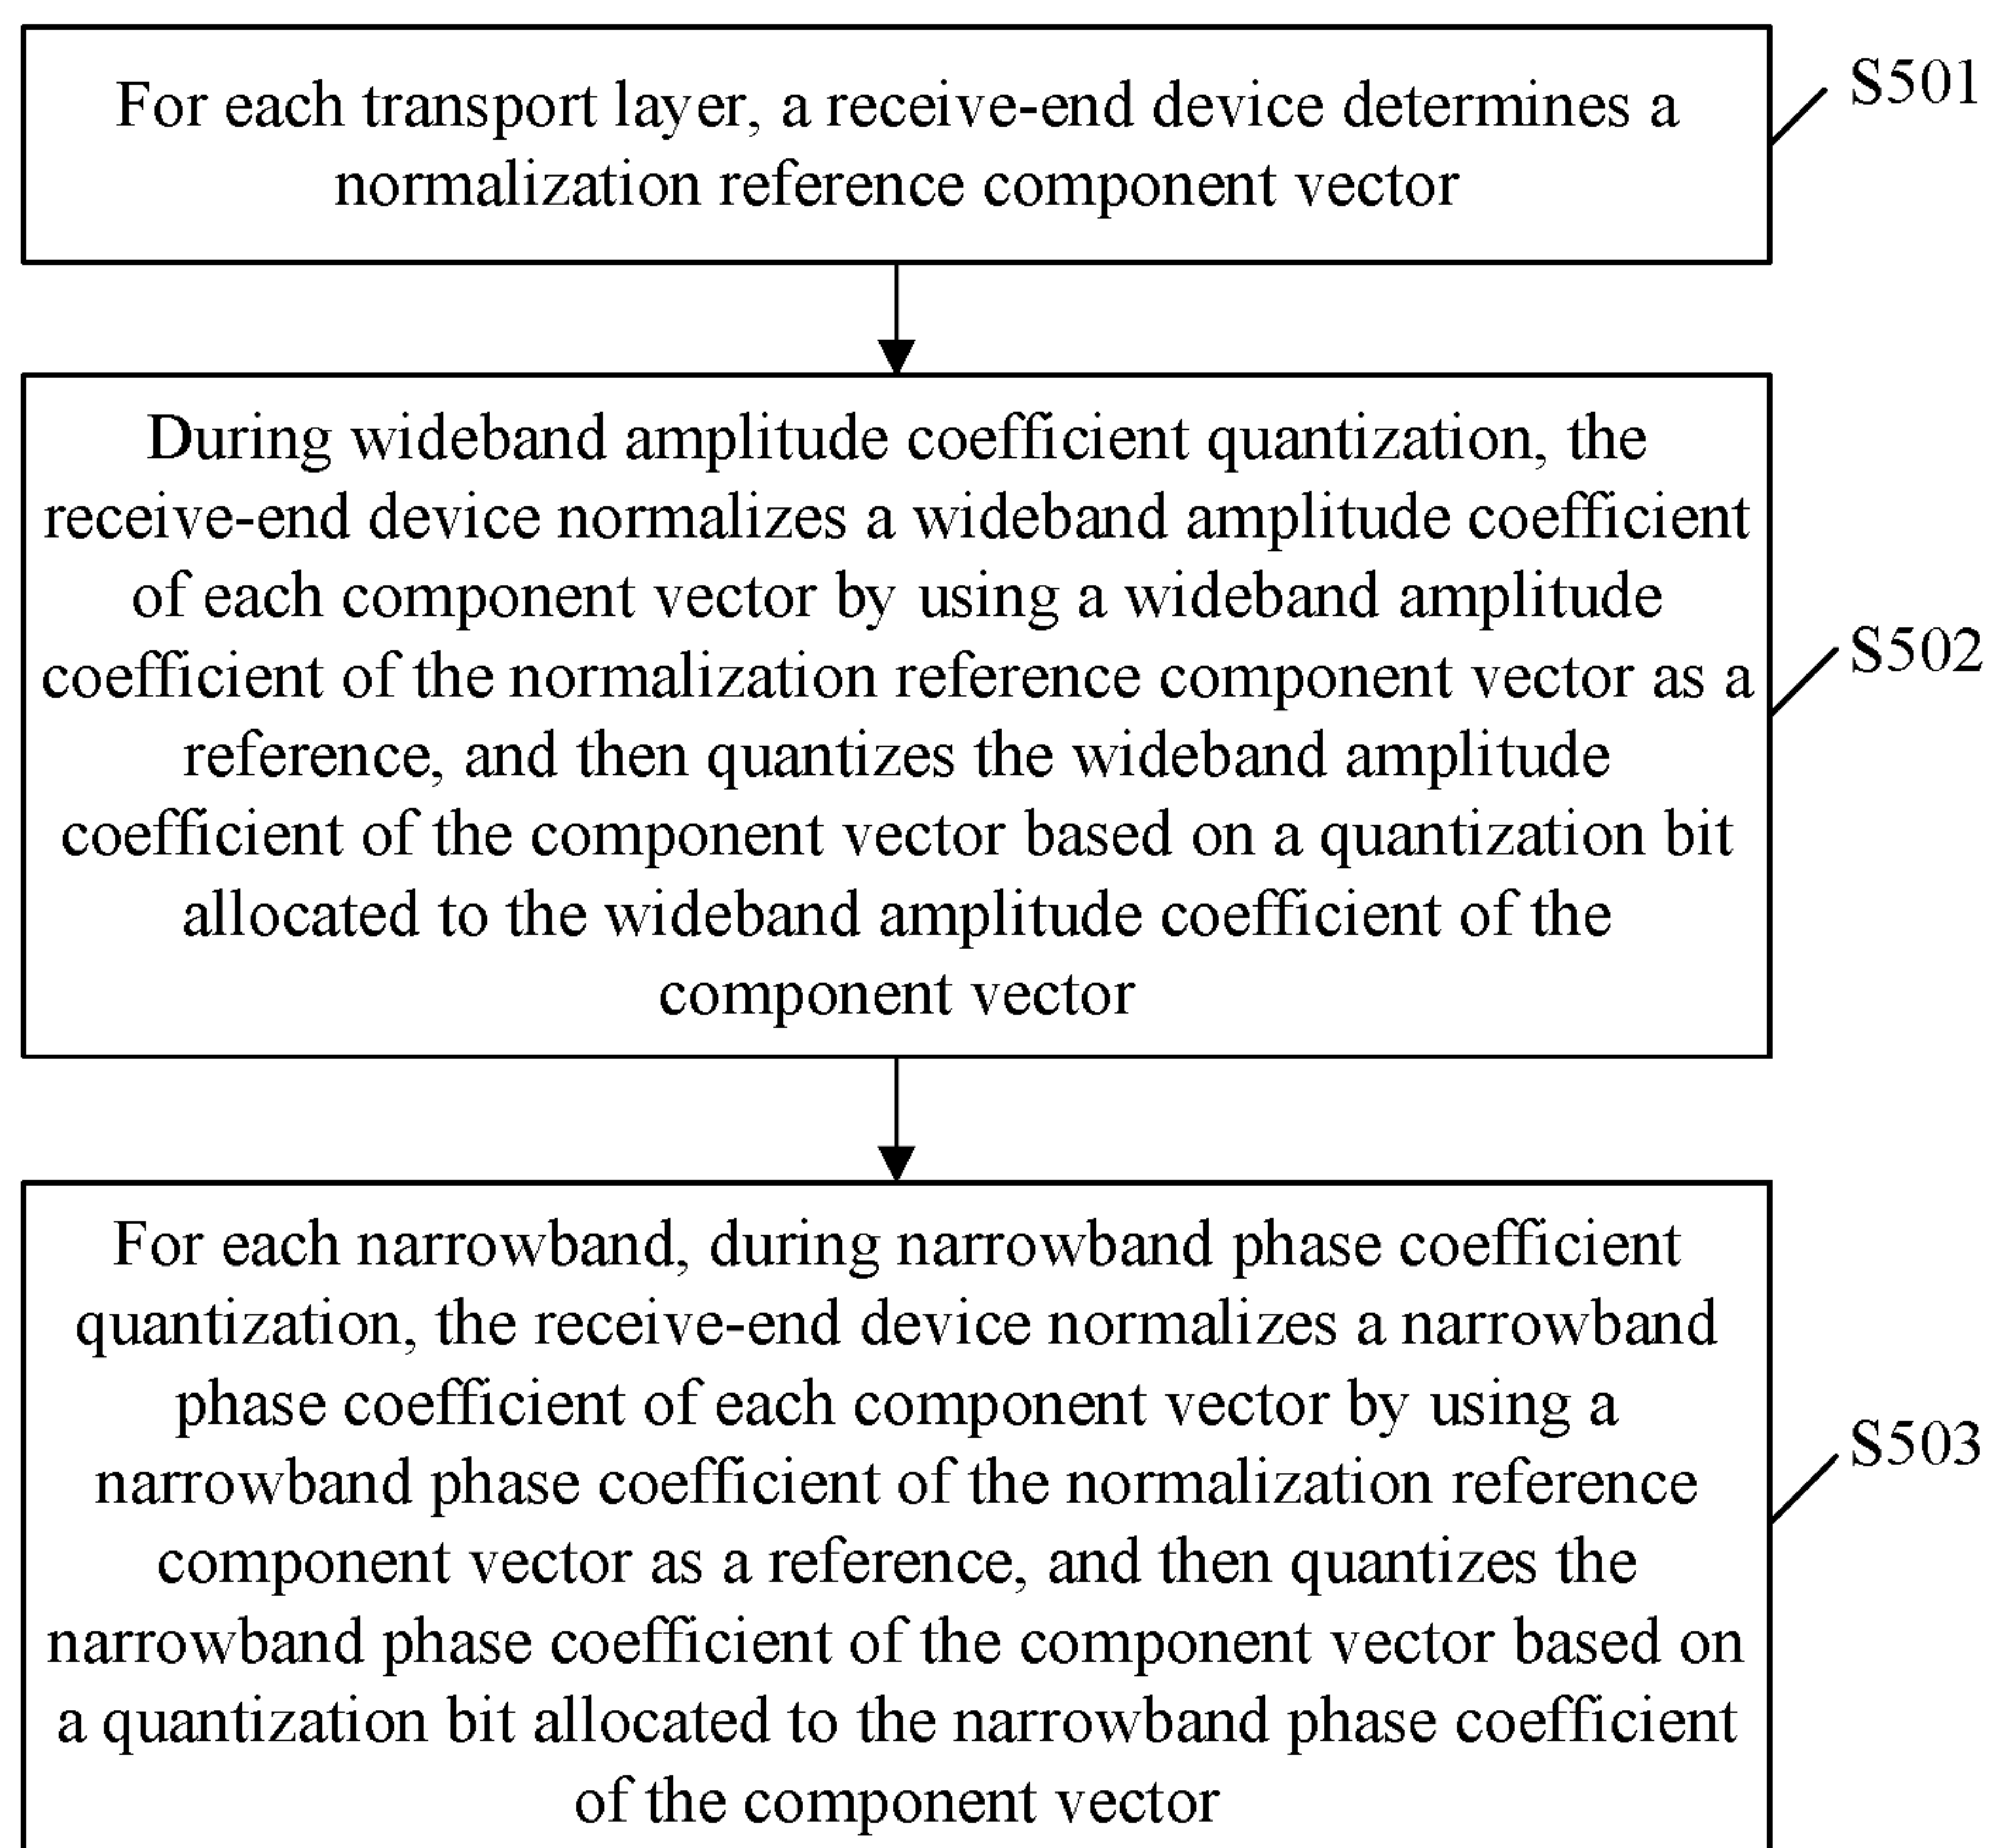 For each transport layer, a receive-end device determines a
normalization reference component vector
S501
During wideband amplitude coefficient quantization, the
receive-end device normalizes a wideband amplitude coefficient
of each component vector by using a wideband amplitude
coefficient of the normalization reference component vector as a
reference, and then quantizes the wideband amplitude
coefficient of the component vector based on a quantization bit
allocated to the wideband amplitude coefficient of the
component vector
S502
For each narrowband, during narrowband phase coefficient
quantization, the receive-end device normalizes a narrowband
phase coefficient of each component vector by using a
narrowband phase coefficient of the normalization reference
component vector as a reference, and then quantizes the
narrowband phase coefficient of the component vector based on
a quantization bit allocated to the narrowband phase coefficient
of the component vector
S503